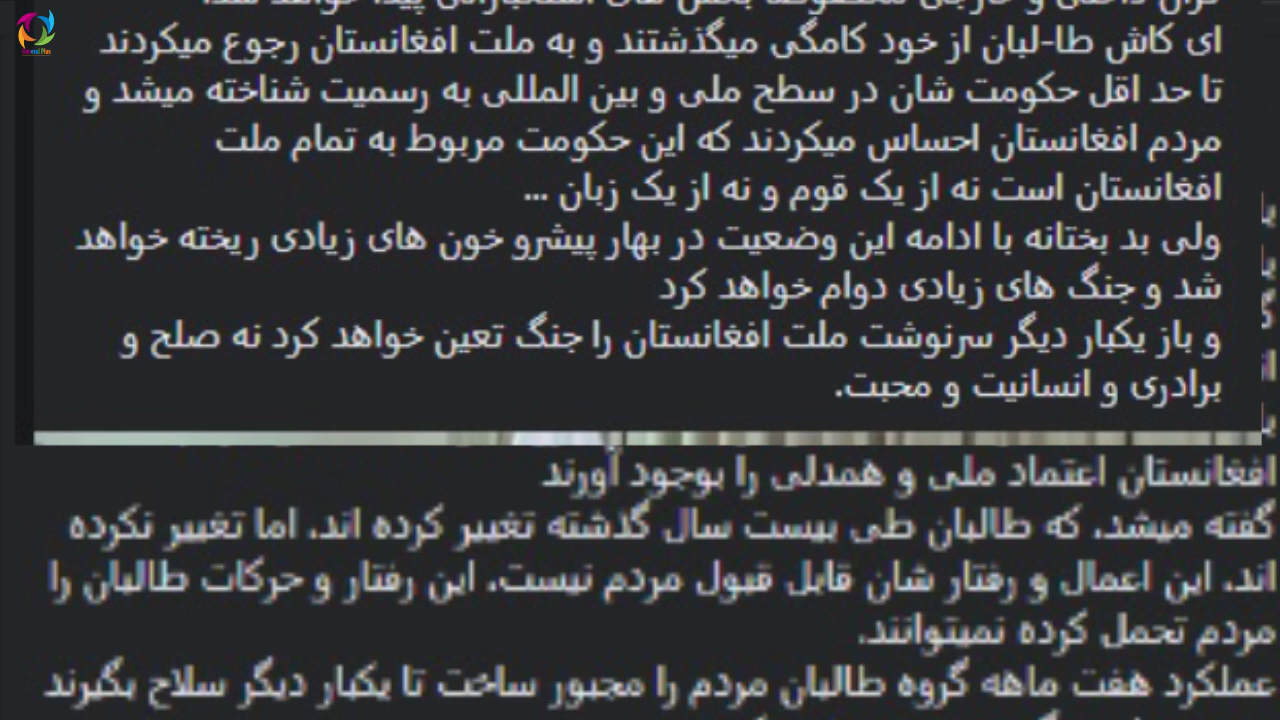 ای کاش طا-لبان از خود کامگی میگذشتند و به ملت افغانستان رجوع میکردند
تا حد اقل حکومت شان در سطح ملی و بین المللی به رسمیت شناخته میشد و
مردم افغانستان احساس میکردند که این حکومت مربوط به تمام ملت
افغانستان است نه از یک قوم و نه از یک زبان ...
ولی بد بختانه با ادامه این وضعیت در بهار پیشرو خون های زیادی ریخته خواهد
شد و جنگ های زیادی دوام خواهد کرد
و باز یکبار دیگر سرنوشت ملت افغانستان را جنگ تعین خواهد کرد نه صلح و
برادری و انسانیت و محبت.
افغانستان اعتماد ملی و همدلی را بوجود آورند
گفته میشد، که طالبان طی بیست سال گذشته تغییر کرده اند، اما تغییر نکرده
اند، این اعمال و رفتار شان قابل قبول مردم نیست، این رفتار و حرکات طالبان را
مردم تحمل کرده نمیتوانند.
عملکرد هفت ماهه گروه طالبان مردم را مجبور ساخت تا یکبار دیگر سلاح بگیرند